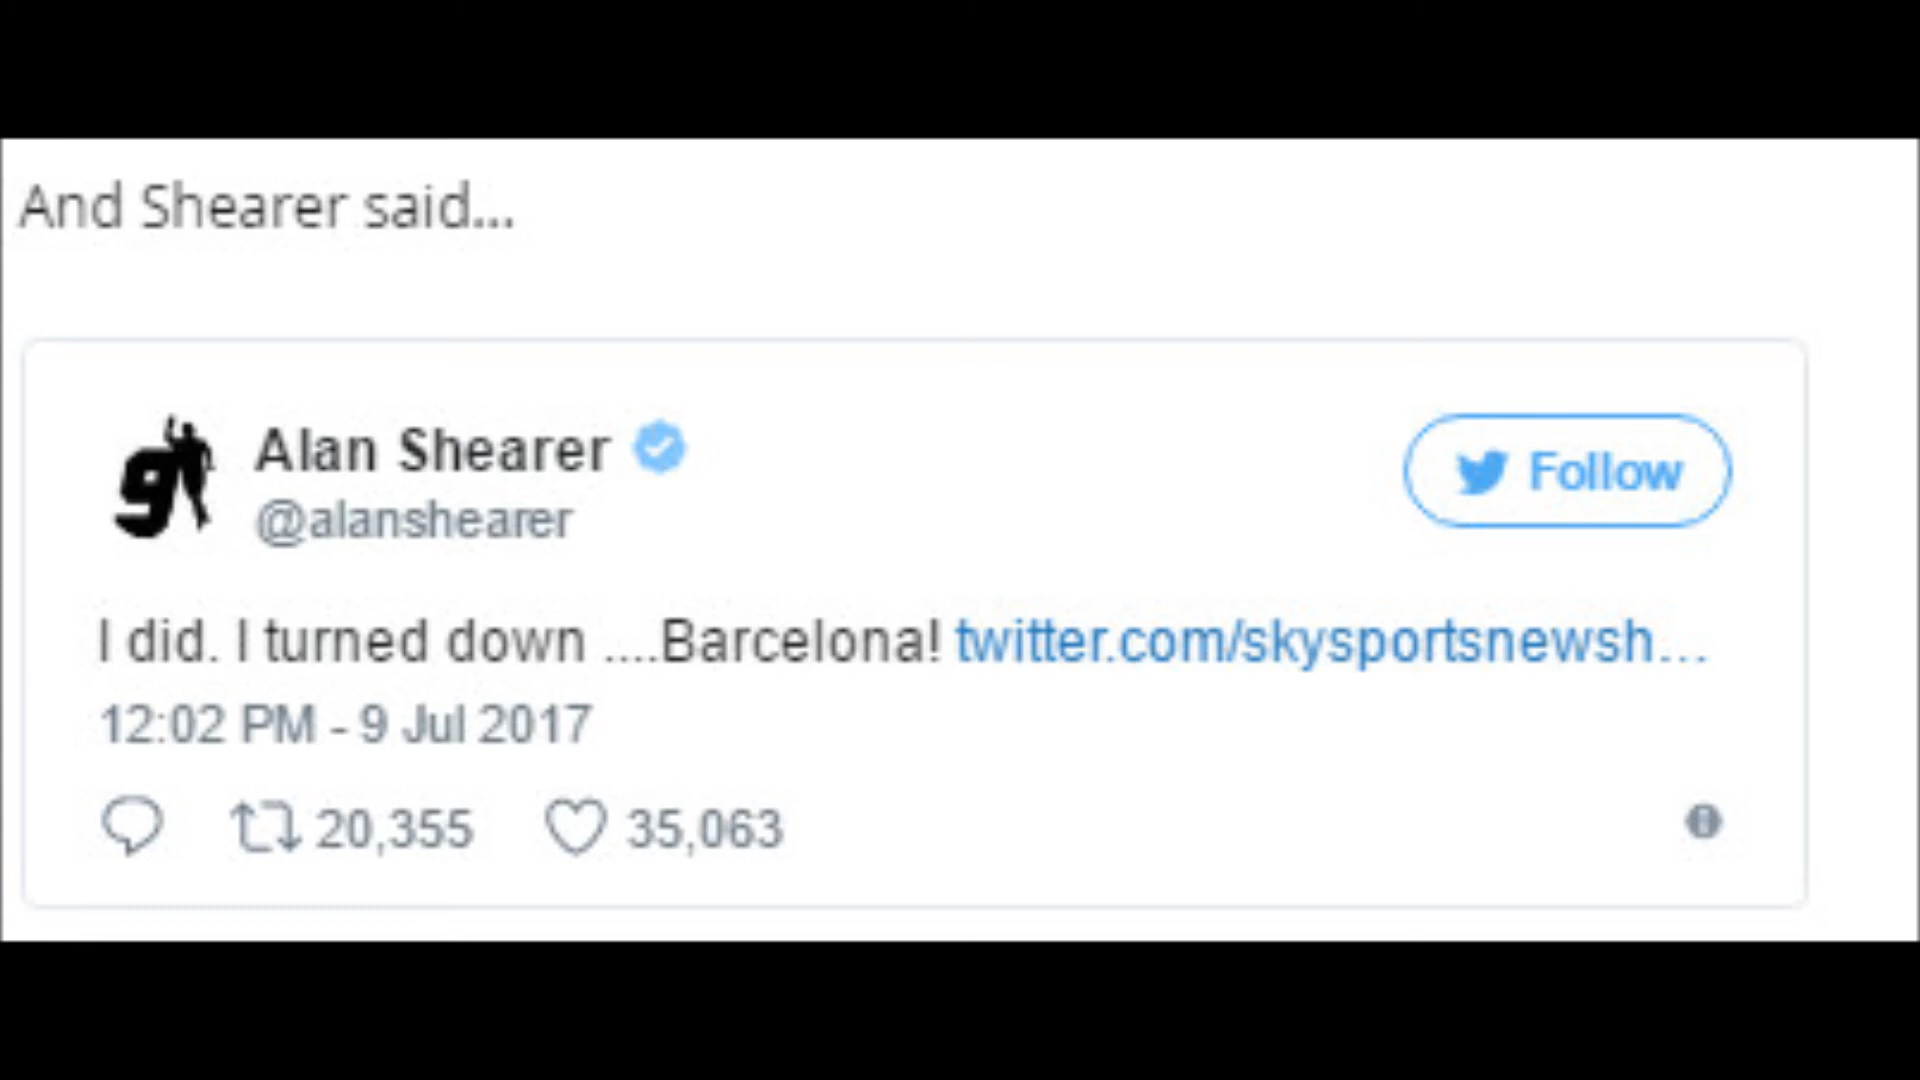 And Shearer said...
Alan Shearer
@alanshearer
Follow
I did. I turned down ....Barcelona! twitter.com/skysportsnewsh...
12:02 PM - 9 Jul 2017
20,355 35,063